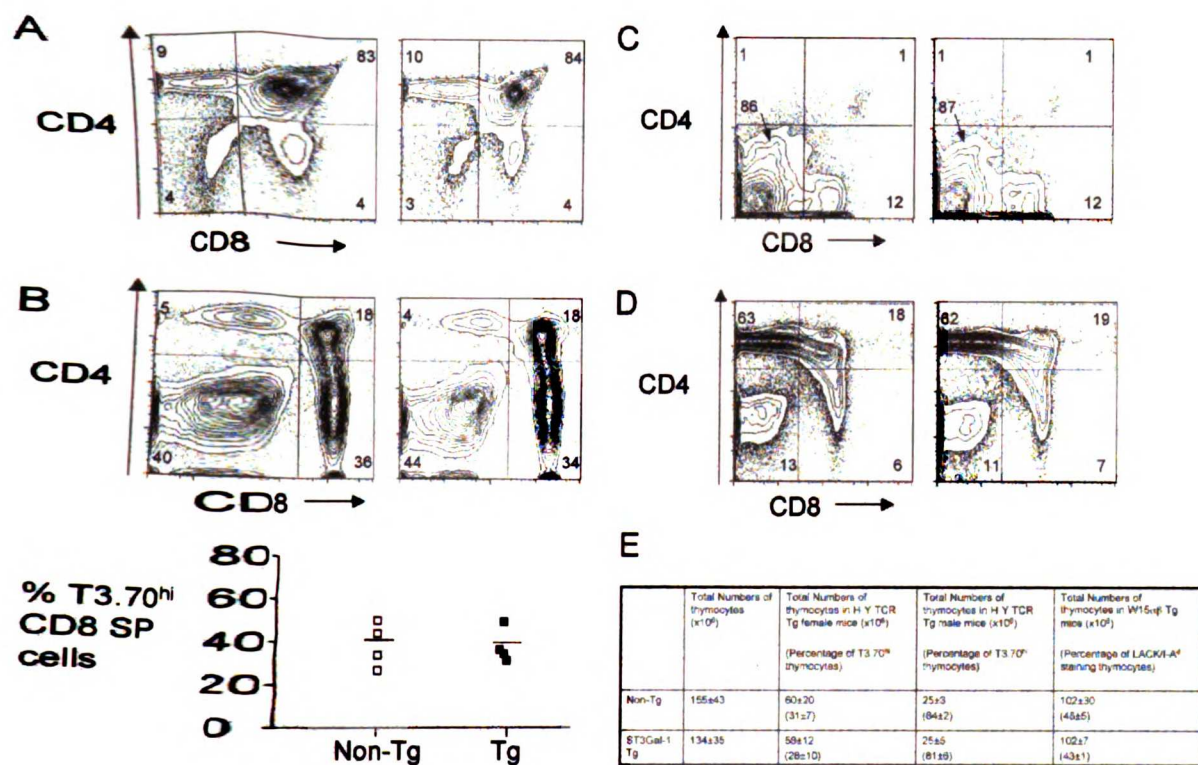 A
9
83
10
84
4
4
3
4
CD4
CD8
B
5
18
4
18
40
36
44
34
CD4
CD8
80
60
40
20
0
% T3.70hi
CD8 SP
cells
Non-Tg
Tg
C
1
1
1
1
86
87
12
12
CD4
CD8
D
63
18
62
19
13
6
11
7
CD4
CD8
E
Total Numbers of
thymocytes
(x10⁶)
Total Numbers of
thymocytes in H Y TCR
Tg female mice (x10⁶)
(Percentage of T3.70hi
thymocytes)
Total Numbers of
thymocytes in H Y TCR
Tg male mice (x10⁶)
(Percentage of T3.70hi
thymocytes)
Total Numbers of
thymocytes in W15αβ Tg
mice (x10⁶)
(Percentage of LACK/I-Aᵈ
staining thymocytes)
Non-Tg
155±43
60±20
(31±7)
25±3
(84±2)
102±30
(45±5)
ST3Gal-1
Tg
134±35
58±12
(28±10)
25±5
(81±6)
102±7
(43±1)